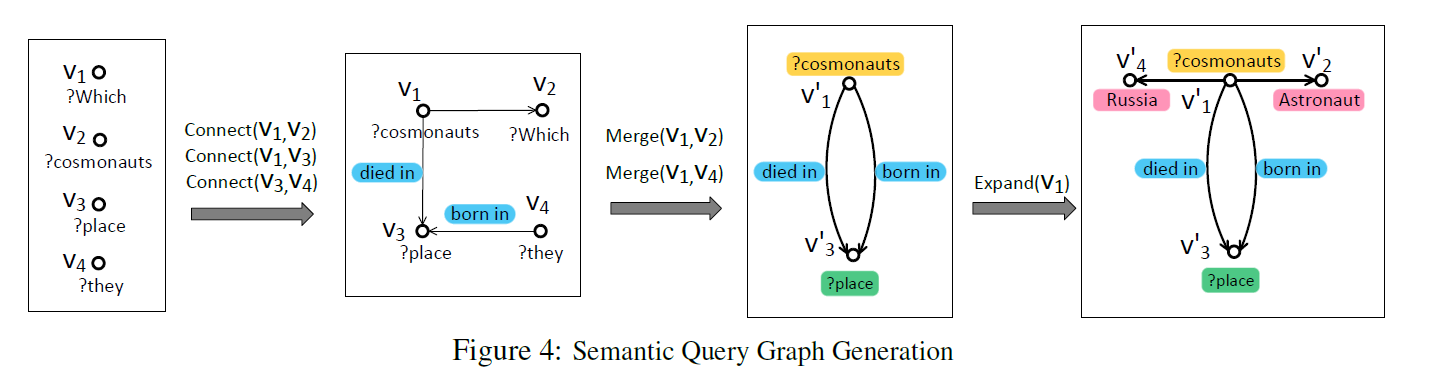 v1
?Which
v2
?cosmonauts
v3
?place
v4
?they
Connect(v1,v2)
Connect(v1,v3)
Connect(v3,v4)
v1
?cosmonauts
v2
?Which
died in
born in
v4
v3
?place
?they
Merge(v1,v2)
Merge(v1,v4)
?cosmonauts
v'1
died in
born in
v'3
?place
Expand(v1)
v'4
?cosmonauts
v'2
Russia
v'1
Astronaut
died in
born in
v'3
?place
Figure 4: Semantic Query Graph Generation